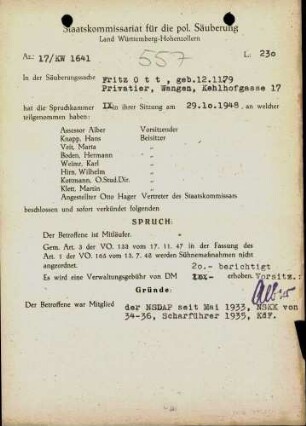 Staatskommissariat für die pol. Säuberung
Land Württemberg-Hohenzollern
Az: 17/KW 1641
557
L. 230
In der Säuberungssache Fritz Ott, geb.12.1179
Privatier, Wangen, Kehlhofgasse 17
hat die Spruchkammer IX in ihrer Sitzung am 29.10.1948, an welcher
teilgenommen haben:
Assessor Alber Vorsitzender
Knapp, Hans Beisitzer
Veit, Marta "
Boden, Hermann "
Weiser, Karl "
Hirn, Wilhelm "
Kottmann, O.Stud.Dir. "
Klett, Martin "
Angestellter Otto Hager Vertreter des Staatskommissars
beschlossen und sofort verkündet folgenden
SPRUCH:
Der Betroffene ist Mitläufer.
Gem. Art. 3 der VO. 133 vom 17. 11. 47 in der Fassung des
Art. 1 der VO. 165 vom 13. 7. 48 werden Sühnemaßnahmen nicht
angeordnet.
20.- berichtigt
Es wird eine Verwaltungsgebühr von DM erhoben. Vorsitz.:
Alber
Gründe:
Der Betroffene war Mitglied der NSDAP seit Mai 1933, NSKK von
34-36, Scharführer 1935, KdF.